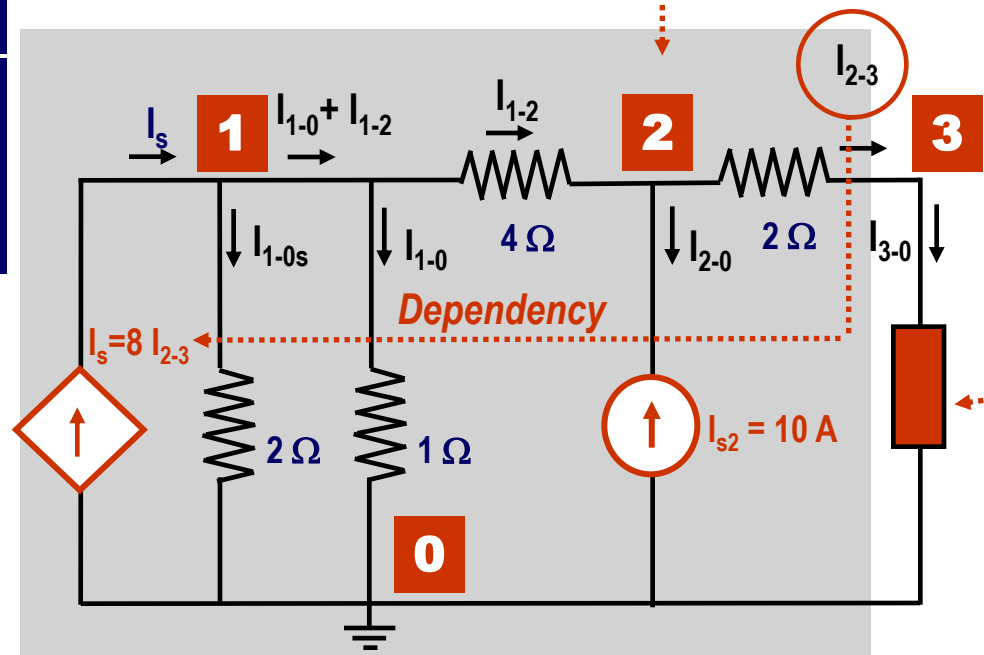 I2-3
Is
1
I1-0+ I1-2
I1-2
2
3
I1-0s
I1-0
4 Ω
I2-0
2 Ω
I3-0
Dependency
Is=8 I2-3
2 Ω
1 Ω
Is2 = 10 A
0